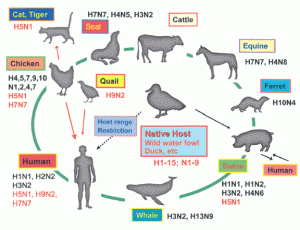 Cat, Tiger
H5N1
Seal
H7N7, H4N5, H3N2
Cattle
Equine
H7N7, H4N8
Chicken
H4,5,7,9,10
N1,2,4,7
H5N1
H7N7
Quail
H9N2
Ferret
H10N4
Host range
Restriction
Native Host
Wild water fowl
Duck, etc
H1-15; N1-9
Swine
Human
H1N1, H1N2,
H3N2, H4N6
H5N1
Human
H1N1, H2N2
H3N2
H5N1, H9N2,
H7N7
Whale
H3N2, H13N9